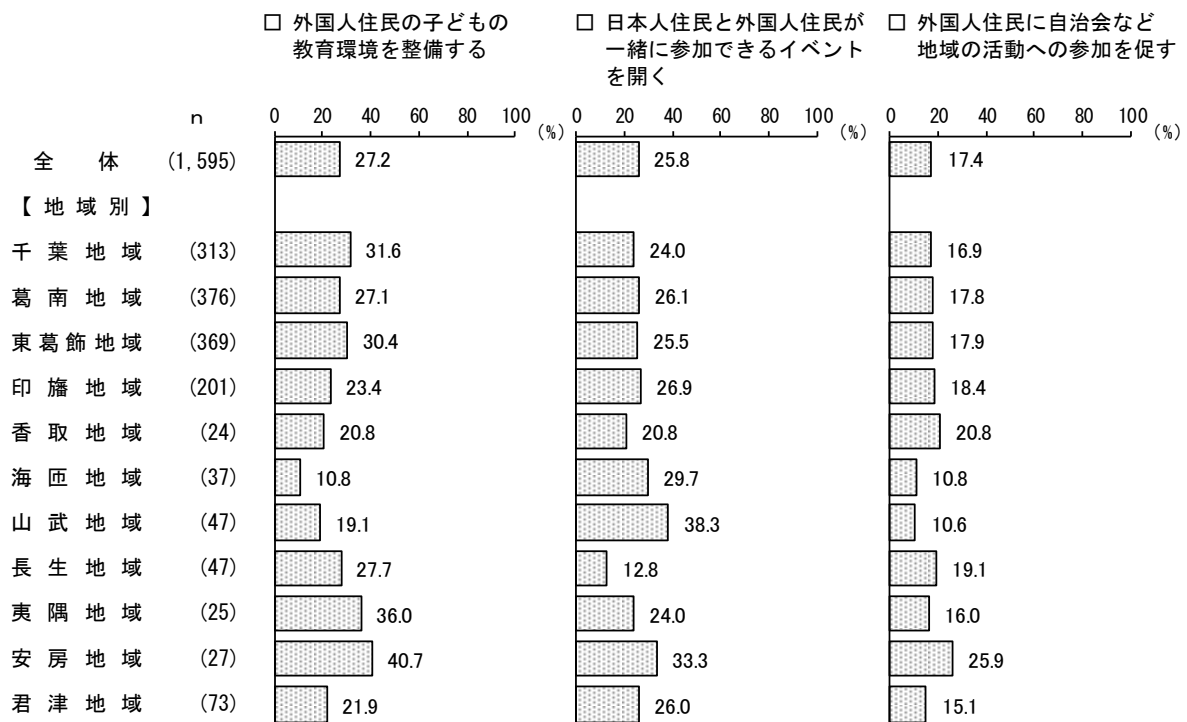 □ 外国人住民の子どもの
教育環境を整備する
□ 日本人住民と外国人住民が
一緒に参加できるイベント
を開く
□ 外国人住民に自治会など
地域の活動への参加を促す
n
0 20 40 60 80 100 (%)
0 20 40 60 80 100 (%)
0 20 40 60 80 100 (%)
全体 (1,595) 27.2 25.8 17.4
【地域別】
千葉地域 (313) 31.6 24.0 16.9
葛南地域 (376) 27.1 26.1 17.8
東葛飾地域 (369) 30.4 25.5 17.9
印旛地域 (201) 23.4 26.9 18.4
香取地域 (24) 20.8 20.8 20.8
海匝地域 (37) 10.8 29.7 10.8
山武地域 (47) 19.1 38.3 10.6
長生地域 (47) 27.7 12.8 19.1
夷隅地域 (25) 36.0 24.0 16.0
安房地域 (27) 40.7 33.3 25.9
君津地域 (73) 21.9 26.0 15.1